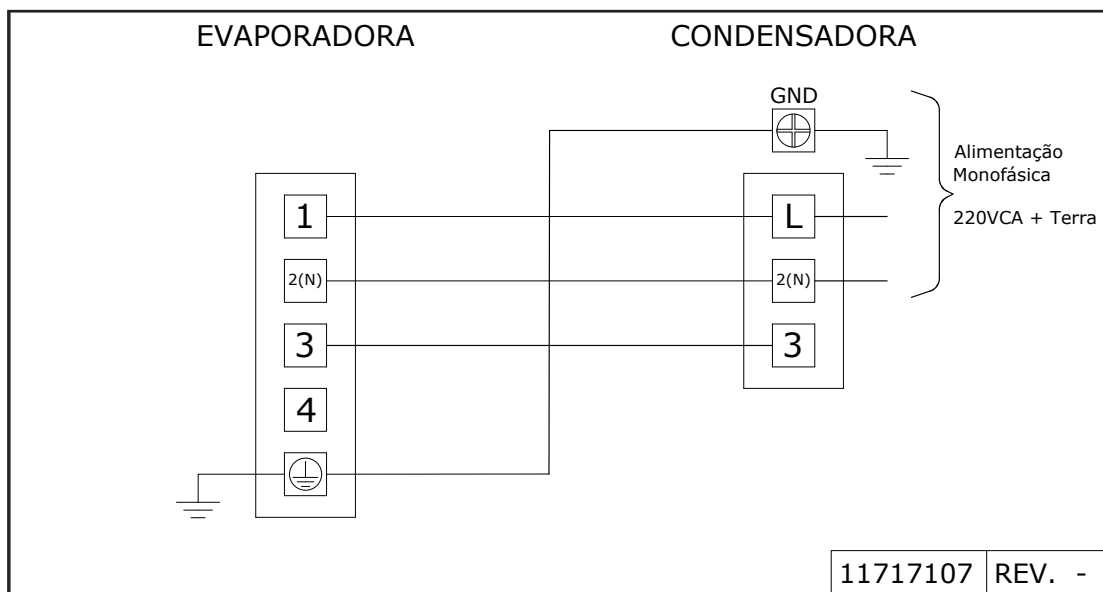 EVAPORADORA
CONDENSADORA
GND
Alimentação
Monofásica
220VCA + Terra
1
L
2(N)
2(N)
3
3
4
11717107 REV. -